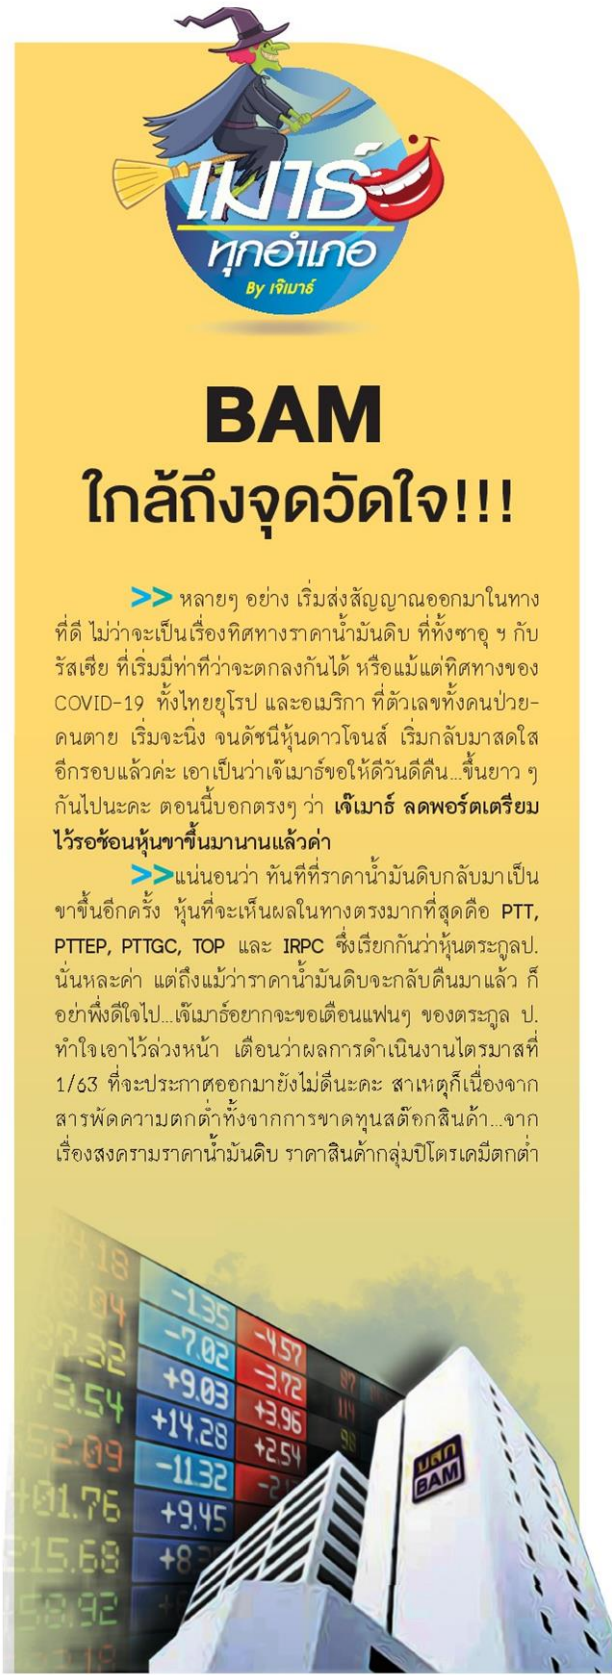 เมาธ์
ทุกอำเภอ
By เจ๊เมาธ์
BAM
ใกล้ถึงจุดวัดใจ!!!
>> หลายๆ อย่าง เริ่มส่งสัญญาณออกมาในทาง
ที่ดี ไม่ว่าจะเป็นเรื่องทิศทางราคาน้ำมันดิบ ที่ทั้งซาอุ ฯ กับ
รัสเซีย ที่เริ่มมีท่าทีว่าจะตกลงกันได้ หรือแม้แต่ทิศทางของ
COVID-19 ทั้งไทยยุโรป และอเมริกา ที่ตัวเลขทั้งคนป่วย-
คนตาย เริ่มจะนิ่ง จนดัชนีหุ้นดาวโจนส์ เริ่มกลับมาสดใส
อีกรอบแล้วค่ะ เอาเป็นว่าเจ๊เมาธ์ขอให้ดีวันดีคืน...ขึ้นยาว ๆ
กันไปนะคะ ตอนนี้บอกตรงๆ ว่า เจ๊เมาธ์ ลดพอร์ตเตรียม
ไว้รอช้อนหุ้นขาขึ้นมานานแล้วค่า
>>แน่นอนว่า ทันทีที่ราคาน้ำมันดิบกลับมาเป็น
ขาขึ้นอีกครั้ง หุ้นที่จะเห็นผลในทางตรงมากที่สุดคือ PTT,
PTTEP, PTTGC, TOP และ IRPC ซึ่งเรียกกันว่าหุ้นตระกูลป.
นั่นหละค่า แต่ถึงแม้ว่าราคาน้ำมันดิบจะกลับคืนมาแล้ว ก็
อย่าพึ่งดีใจไป...เจ๊เมาธ์อยากจะขอเตือนแฟนๆ ของตระกูล ป.
ทำใจเอาไว้ล่วงหน้า เตือนว่าผลการดำเนินงานไตรมาสที่
1/63 ที่จะประกาศออกมายังไม่ดีนะคะ สาเหตุก็เนื่องจาก
สารพัดความตกต่ำทั้งจากการขาดทุนสต๊อกสินค้า...จาก
เรื่องสงครามราคาน้ำมันดิบ ราคาสินค้ากลุ่มปิโตรเคมีตกต่ำ
4.18
-1.35
-4.57
-7.02
-3.72
87
+9.03
+3.96
114
3.54
+14.28
+2.54
98
52.09
-11.32
+01.76
+9.45
215.68
+8
58.92
บสก
BAM